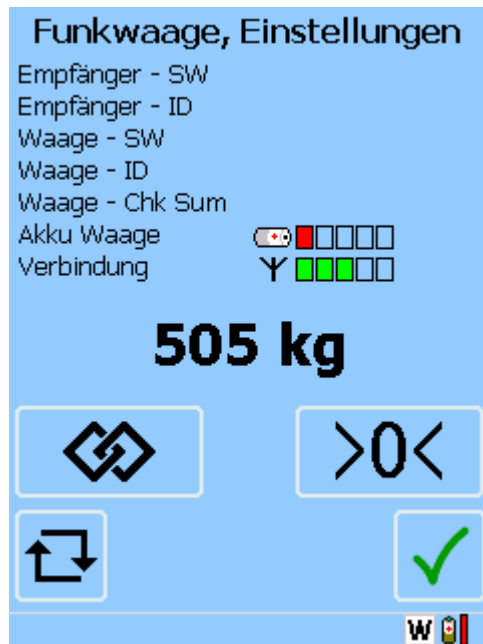 Funkwaage, Einstellungen
Empfänger - SW
Empfänger - ID
Waage - SW
Waage - ID
Waage - Chk Sum
Akku Waage
Verbindung
505 kg
>0<
W